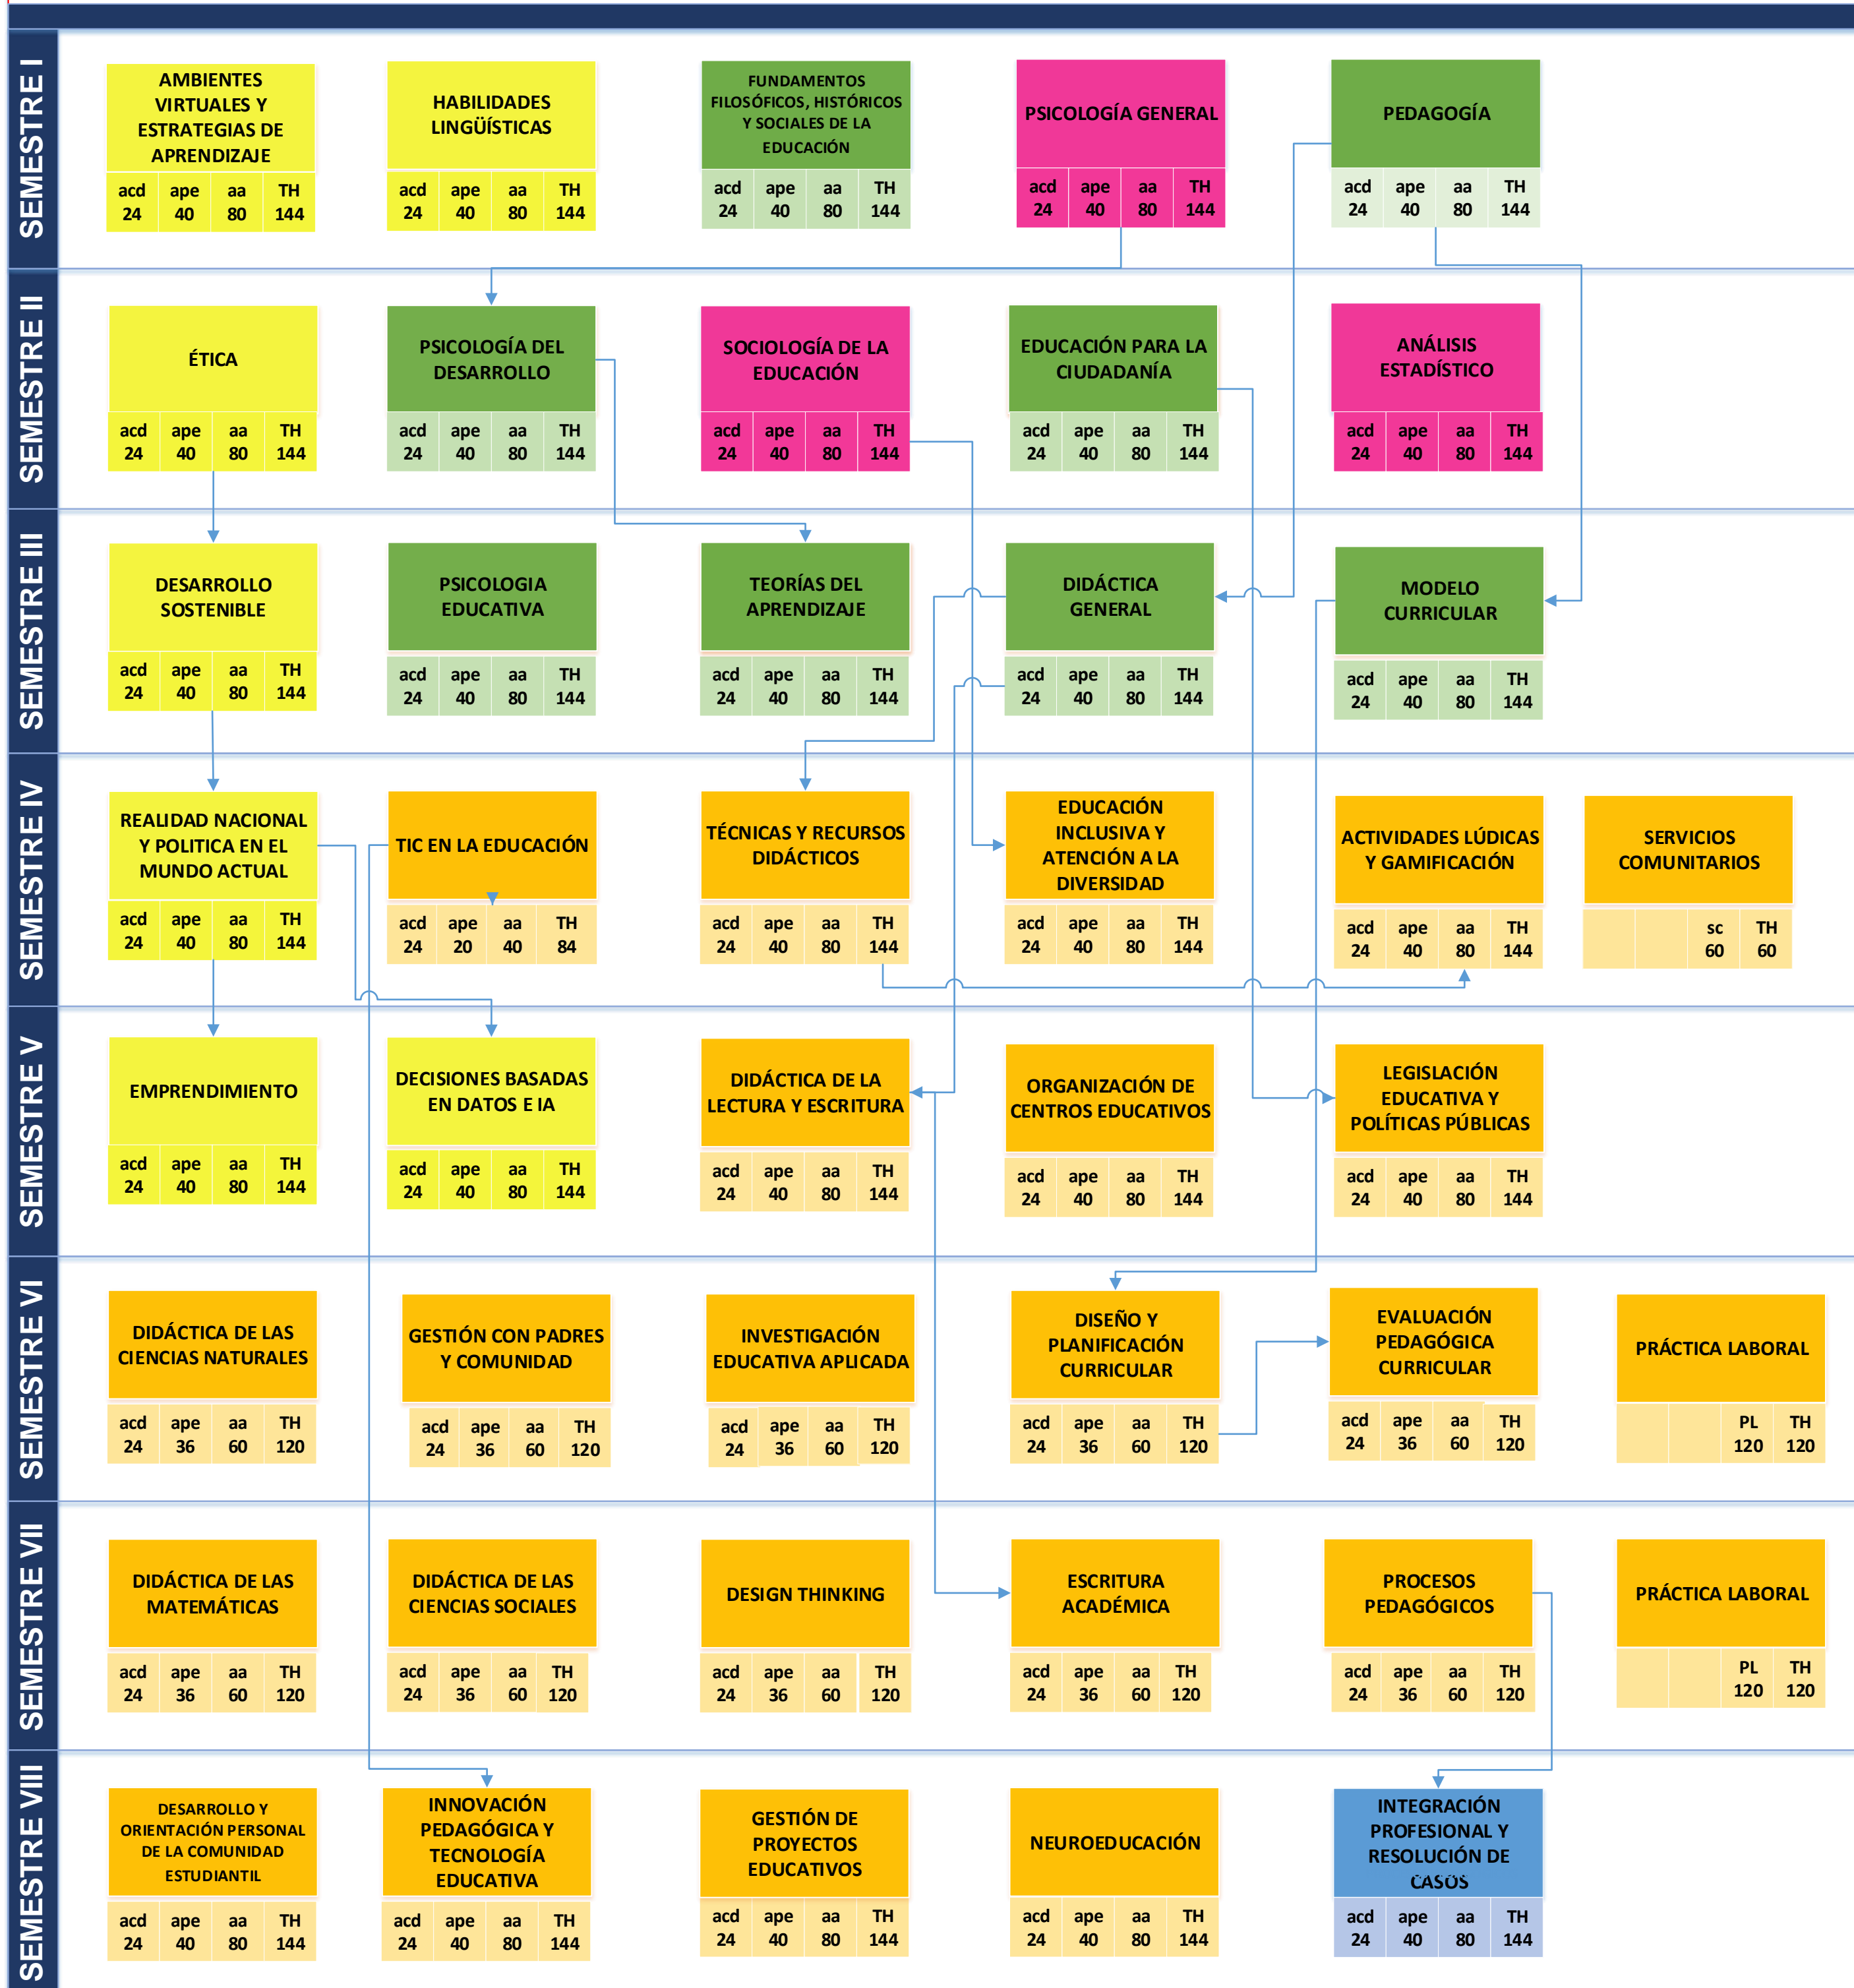 SEMESTRE I
AMBIENTES
VIRTUALES Y
ESTRATEGIAS DE
APRENDIZAJE
acd ape aa TH
24 40 80 144
HABILIDADES
LINGÜÍSTICAS
acd ape aa TH
24 40 80 144
FUNDAMENTOS
FILOSÓFICOS, HISTÓRICOS
Y SOCIALES DE LA
EDUCACIÓN
acd ape aa TH
24 40 80 144
PSICOLOGÍA GENERAL
acd ape aa TH
24 40 80 144
PEDAGOGÍA
acd ape aa TH
24 40 80 144
SEMESTRE II
ÉTICA
acd ape aa TH
24 40 80 144
PSICOLOGÍA DEL
DESARROLLO
acd ape aa TH
24 40 80 144
SOCIOLOGÍA DE LA
EDUCACIÓN
acd ape aa TH
24 40 80 144
EDUCACIÓN PARA LA
CIUDADANÍA
acd ape aa TH
24 40 80 144
ANÁLISIS
ESTADÍSTICO
acd ape aa TH
24 40 80 144
SEMESTRE III
DESARROLLO
SOSTENIBLE
acd ape aa TH
24 40 80 144
PSICOLOGIA
EDUCATIVA
acd ape aa TH
24 40 80 144
TEORÍAS DEL
APRENDIZAJE
acd ape aa TH
24 40 80 144
DIDÁCTICA
GENERAL
acd ape aa TH
24 40 80 144
MODELO
CURRICULAR
acd ape aa TH
24 40 80 144
SEMESTRE IV
REALIDAD NACIONAL
Y POLITICA EN EL
MUNDO ACTUAL
acd ape aa TH
24 40 80 144
TIC EN LA EDUCACIÓN
acd ape aa TH
24 20 40 84
TÉCNICAS Y RECURSOS
DIDÁCTICOS
acd ape aa TH
24 40 80 144
EDUCACIÓN
INCLUSIVA Y
ATENCIÓN A LA
DIVERSIDAD
acd ape aa TH
24 40 80 144
ACTIVIDADES LÚDICAS
Y GAMIFICACIÓN
acd ape aa TH
24 40 80 144
SERVICIOS
COMUNITARIOS
sc TH
60 60
SEMESTRE V
EMPRENDIMIENTO
acd ape aa TH
24 40 80 144
DECISIONES BASADAS
EN DATOS E IA
acd ape aa TH
24 40 80 144
DIDÁCTICA DE LA
LECTURA Y ESCRITURA
acd ape aa TH
24 40 80 144
ORGANIZACIÓN DE
CENTROS EDUCATIVOS
acd ape aa TH
24 40 80 144
LEGISLACIÓN
EDUCATIVA Y
POLÍTICAS PÚBLICAS
acd ape aa TH
24 40 80 144
SEMESTRE VI
DIDÁCTICA DE LAS
CIENCIAS NATURALES
acd ape aa TH
24 36 60 120
GESTIÓN CON PADRES
Y COMUNIDAD
acd ape aa TH
24 36 60 120
INVESTIGACIÓN
EDUCATIVA APLICADA
acd ape aa TH
24 36 60 120
DISEÑO Y
PLANIFICACIÓN
CURRICULAR
acd ape aa TH
24 36 60 120
EVALUACIÓN
PEDAGÓGICA
CURRICULAR
acd ape aa TH
24 36 60 120
PRÁCTICA LABORAL
PL TH
120 120
SEMESTRE VII
DIDÁCTICA DE LAS
MATEMÁTICAS
acd ape aa TH
24 36 60 120
DIDÁCTICA DE LAS
CIENCIAS SOCIALES
acd ape aa TH
24 36 60 120
DESIGN THINKING
acd ape aa TH
24 36 60 120
ESCRITURA
ACADÉMICA
acd ape aa TH
24 36 60 120
PROCESOS
PEDAGÓGICOS
acd ape aa TH
24 36 60 120
PRÁCTICA LABORAL
PL TH
120 120
SEMESTRE VIII
DESARROLLO Y
ORIENTACIÓN PERSONAL
DE LA COMUNIDAD
ESTUDIANTIL
acd ape aa TH
24 40 80 144
INNOVACIÓN
PEDAGÓGICA Y
TECNOLOGÍA
EDUCATIVA
acd ape aa TH
24 40 80 144
GESTIÓN DE
PROYECTOS
EDUCATIVOS
acd ape aa TH
24 40 80 144
NEUROEDUCACIÓN
acd ape aa TH
24 40 80 144
INTEGRACIÓN
PROFESIONAL Y
RESOLUCIÓN DE
CASOS
acd ape aa TH
24 40 80 144